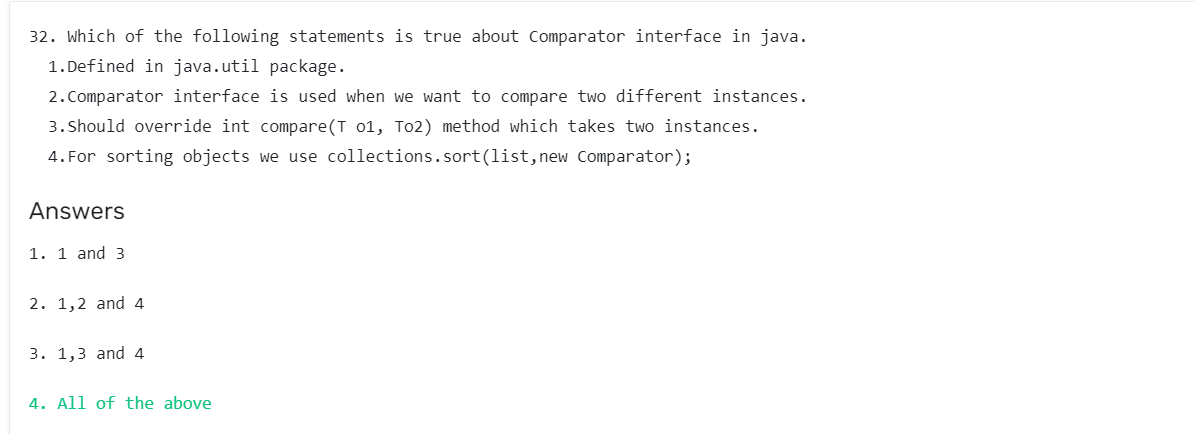 32. Which of the following statements is true about Comparator interface in java.
1.Defined in java.util package.
2.Comparator interface is used when we want to compare two different instances.
3.Should override int compare(T o1, To2) method which takes two instances.
4.For sorting objects we use collections.sort(list,new Comparator);
Answers
1. 1 and 3
2. 1,2 and 4
3. 1,3 and 4
4. All of the above